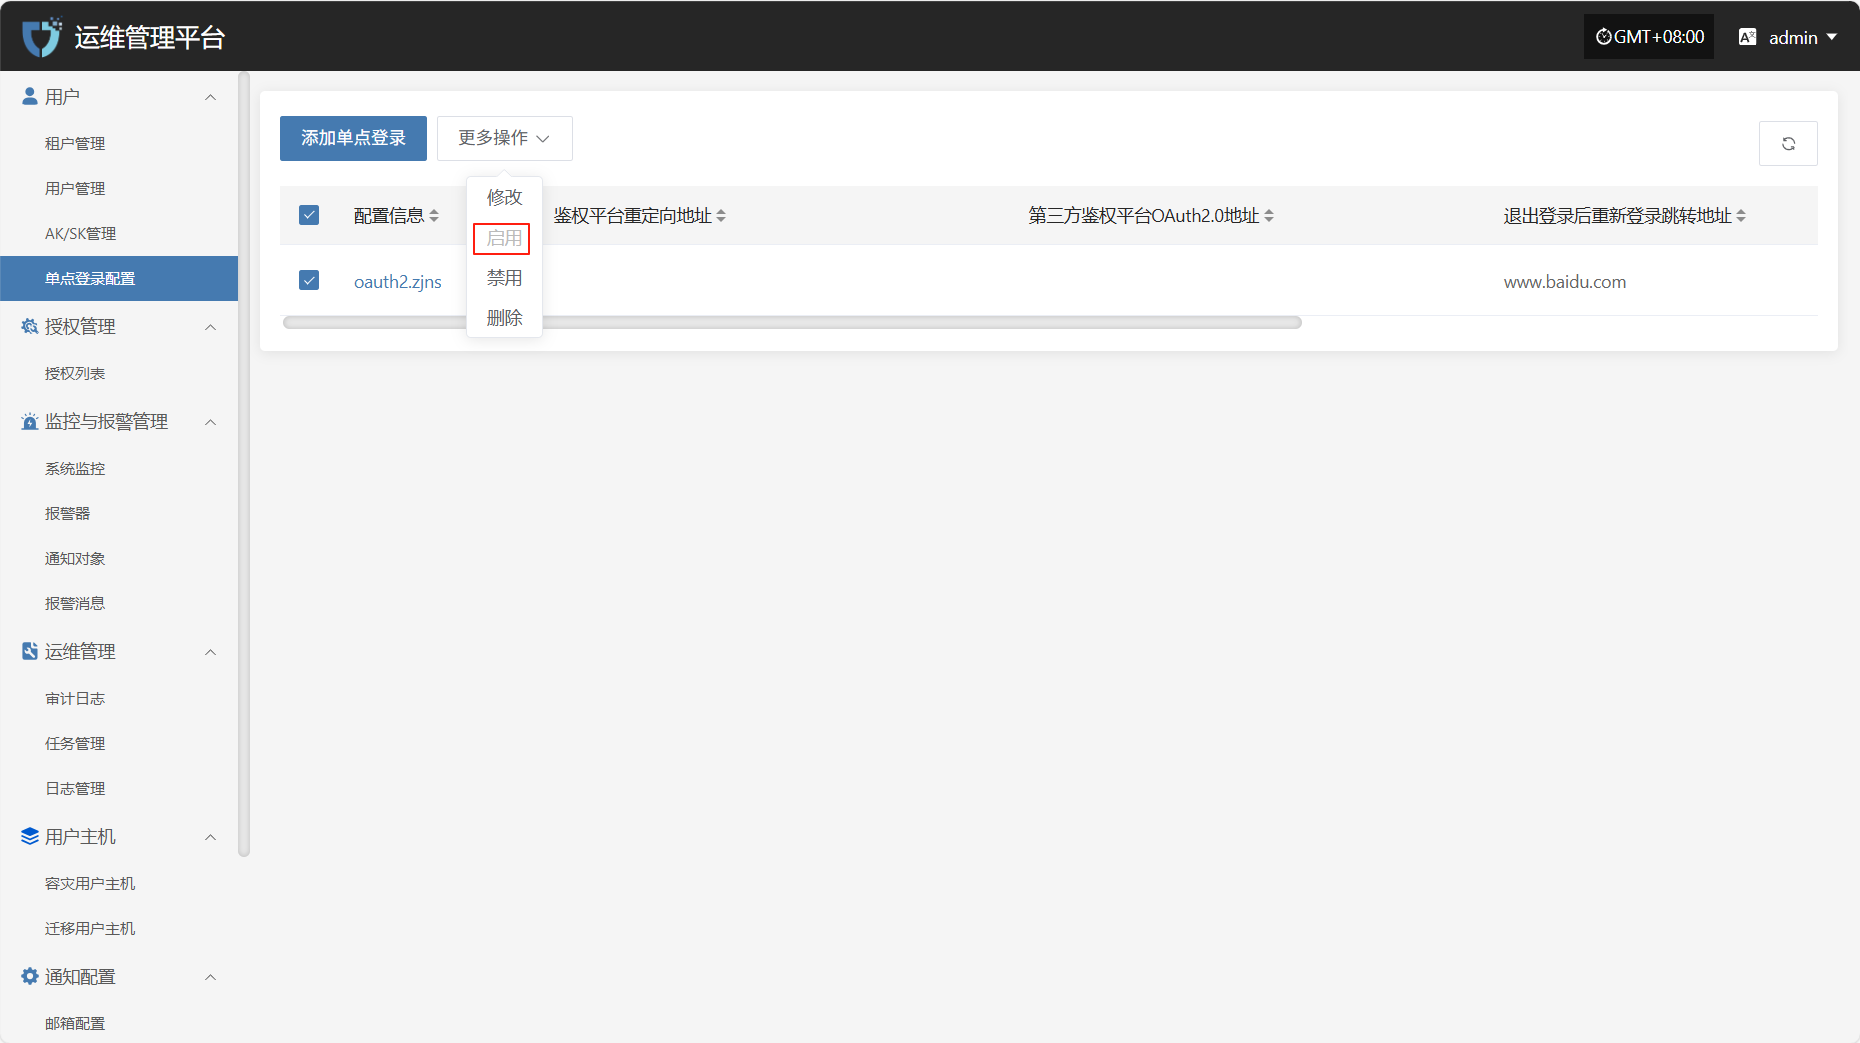 运维管理平台
GMT+08:00
admin
用户
租户管理
用户管理
AK/SK管理
单点登录配置
授权管理
授权列表
监控与报警管理
系统监控
报警器
通知对象
报警消息
运维管理
审计日志
任务管理
日志管理
用户主机
容灾用户主机
迁移用户主机
通知配置
邮箱配置
添加单点登录
更多操作
修改
启用
禁用
删除
配置信息
鉴权平台重定向地址
第三方鉴权平台OAuth2.0地址
退出登录后重新登录跳转地址
oauth2.zjns
www.baidu.com